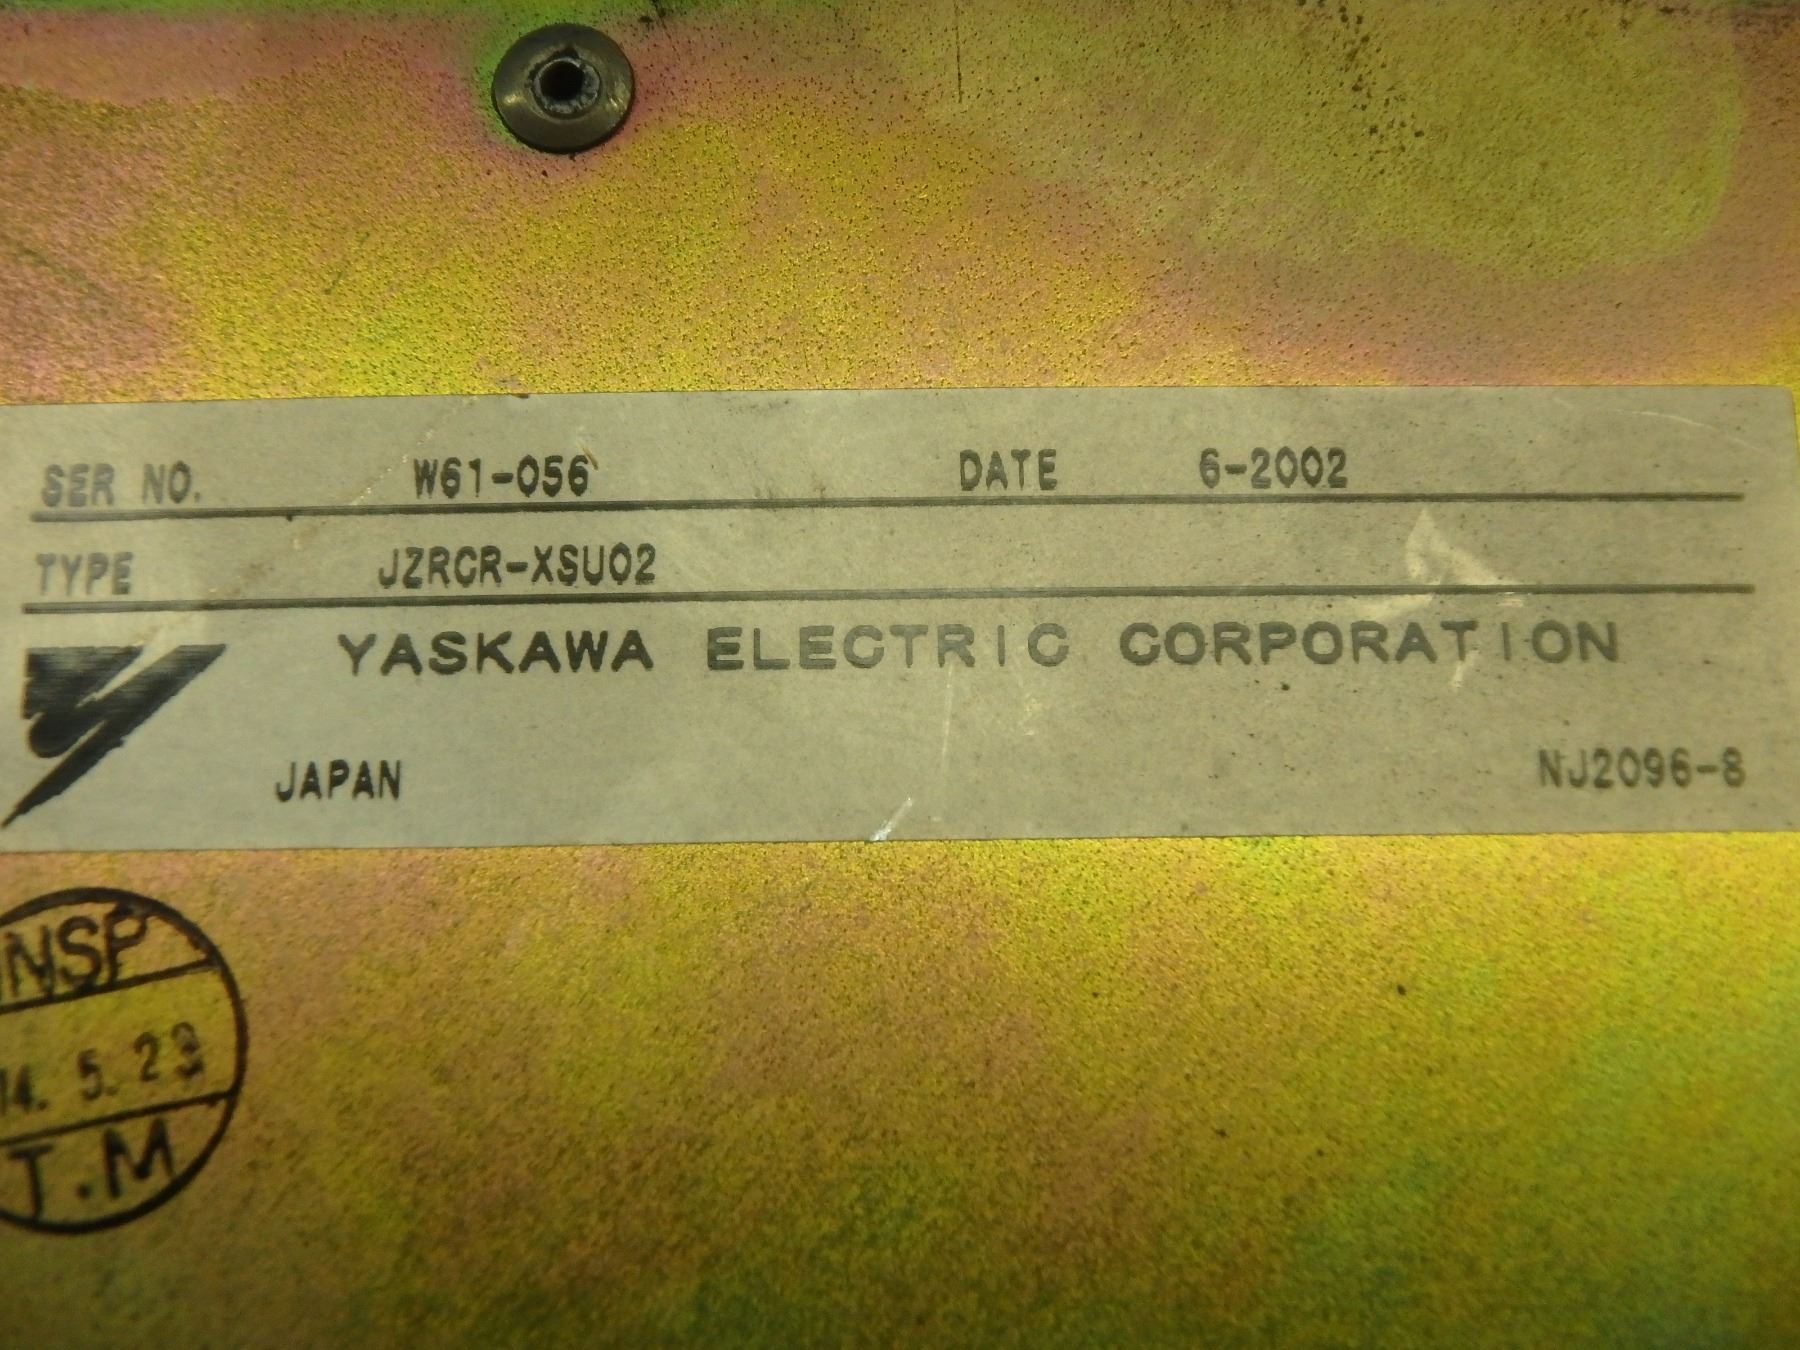 SER NO. W61-056 DATE 6-2002
TYPE JZRCR-XSU02
YASKAWA ELECTRIC CORPORATION
JAPAN NJ2096-8
INSP
14. 5. 23
T.M